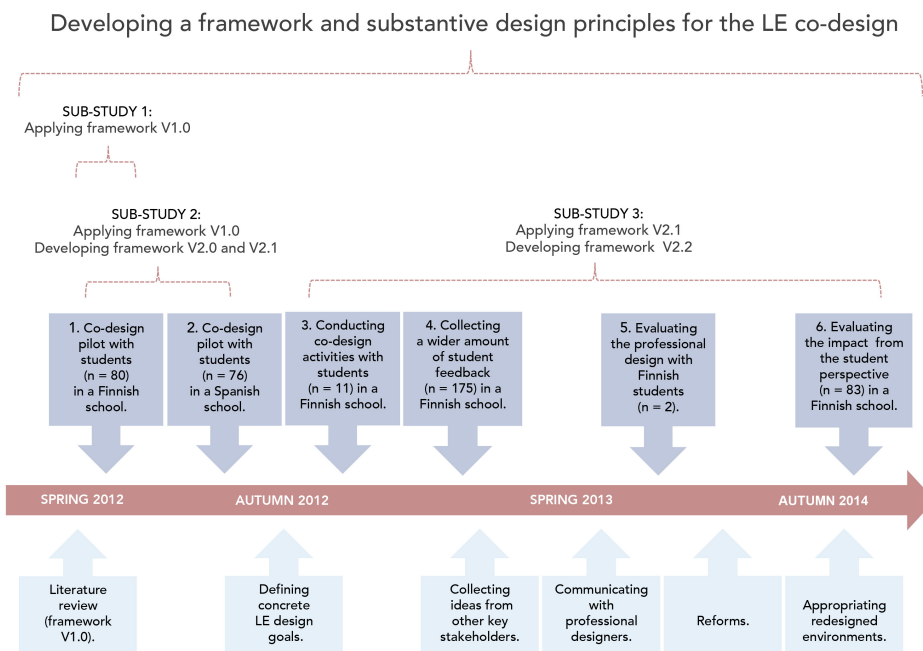 Developing a framework and substantive design principles for the LE co-design
SUB-STUDY 1:
Applying framework V1.0
SUB-STUDY 2:
Applying framework V1.0
Developing framework V2.0 and V2.1
SUB-STUDY 3:
Applying framework V2.1
Developing framework V2.2
1. Co-design
pilot with
students
(n = 80)
in a Finnish
school.
2. Co-design
pilot with
students
(n = 76)
in a Spanish
school.
3. Conducting
co-design
activities with
students
(n = 11) in a
Finnish school.
4. Collecting
a wider amount
of student
feedback
(n = 175) in a
Finnish school.
5. Evaluating
the professional
design with
Finnish
students
(n = 2).
6. Evaluating
the impact from
the student
perspective
(n = 83) in a
Finnish school.
SPRING 2012
AUTUMN 2012
SPRING 2013
AUTUMN 2014
Literature
review
(framework
V1.0).
Defining
concrete
LE design
goals.
Collecting
ideas from
other key
stakeholders.
Communicating
with
professional
designers.
Reforms.
Appropriating
redesigned
environments.